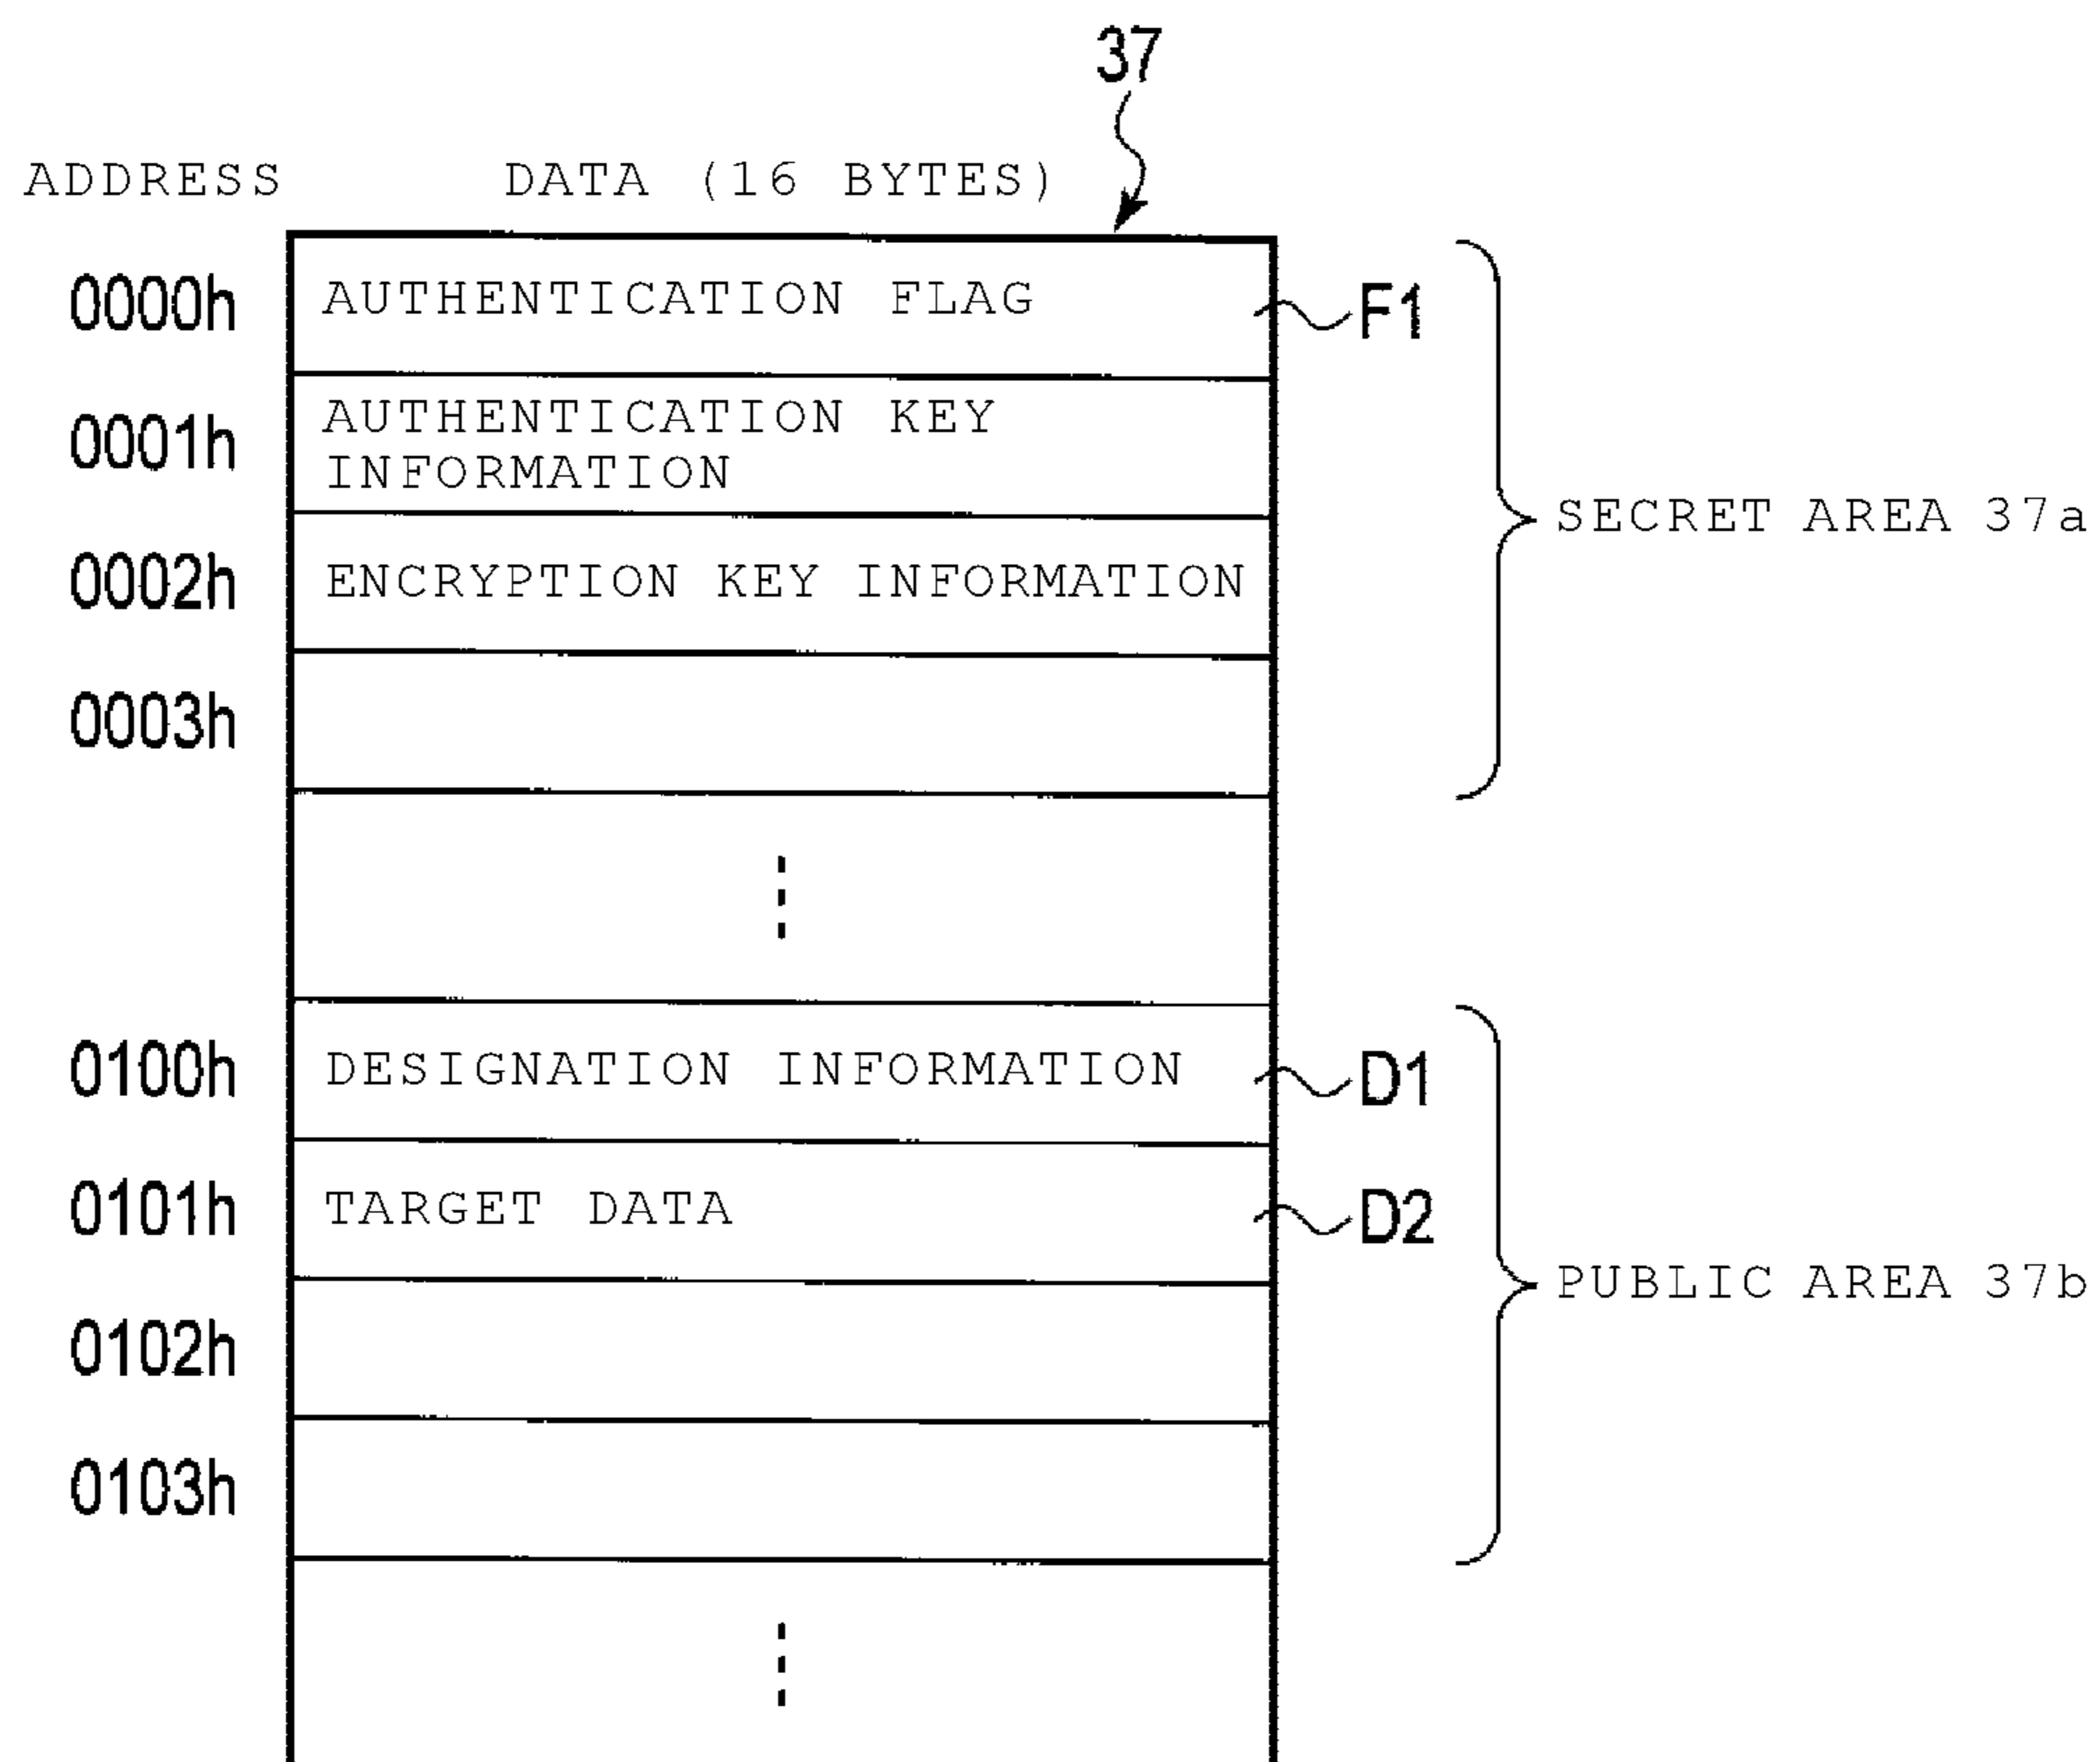 37
ADDRESS DATA (16 BYTES)
0000h AUTHENTICATION FLAG F1
0001h AUTHENTICATION KEY
INFORMATION
SECRET AREA 37a
0002h ENCRYPTION KEY INFORMATION
0003h
0100h DESIGNATION INFORMATION D1
0101h TARGET DATA D2
PUBLIC AREA 37b
0102h
0103h